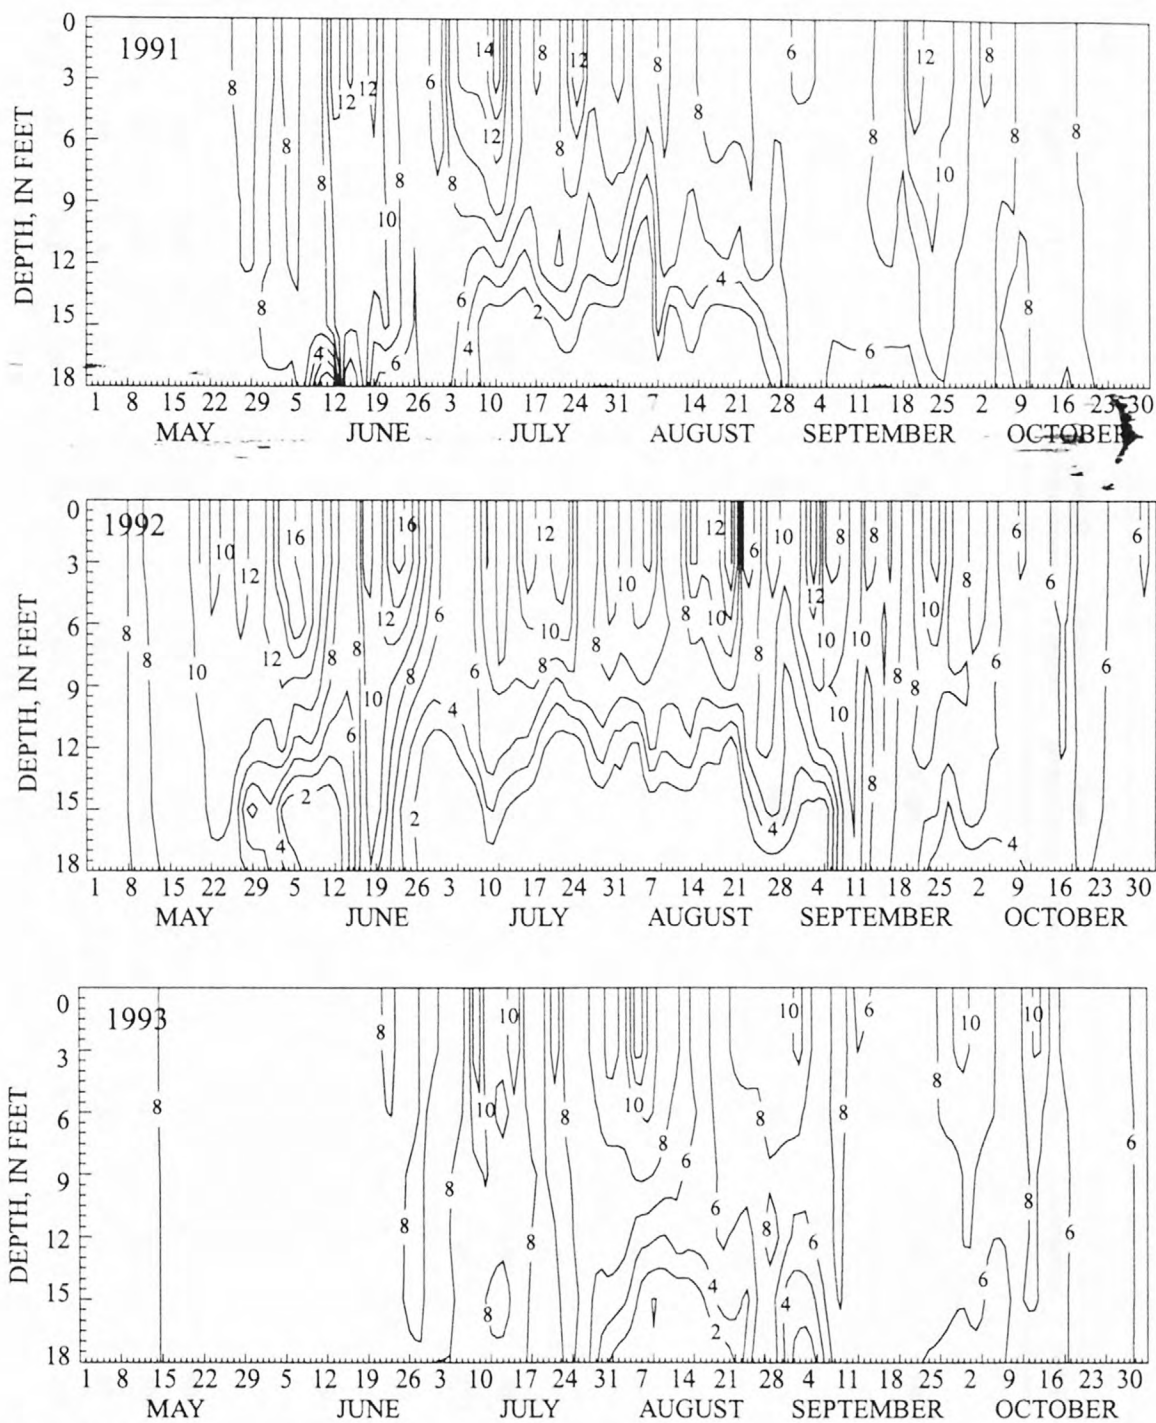 1991
DEPTH, IN FEET
0
3
6
9
12
15
18
8 8 8 12 12 8 10 6 8 14 12 8 12 8 8 8 6 8 12 10 8 8 8
8 4 6 6 4 2 4 6 8
1 8 15 22 29 5 12 19 26 3 10 17 24 31 7 14 21 28 4 11 18 25 2 9 16 23 30
MAY JUNE JULY AUGUST SEPTEMBER OCTOBER
1992
DEPTH, IN FEET
0
3
6
9
12
15
18
8 8 10 10 12 16 12 8 8 16 12 6 12 10 8 10 12 6 10 8 8 10 6 6 6
10 6 10 8 4 6 8 8 10 8 12 10 10 8 10 8 9 8 6 6
2 4 2 4 8 4
1 8 15 22 29 5 12 19 26 3 10 17 24 31 7 14 21 28 4 11 18 25 2 9 16 23 30
MAY JUNE JULY AUGUST SEPTEMBER OCTOBER
1993
DEPTH, IN FEET
0
3
6
9
12
15
18
8 8 10 10 6 10 10
8 10 8 10 8 6 8 8 8 6
8 8 8 6 8 6 8 6
8 4 2 4 6
1 8 15 22 29 5 12 19 26 3 10 17 24 31 7 14 21 28 4 11 18 25 2 9 16 23 30
MAY JUNE JULY AUGUST SEPTEMBER OCTOBER